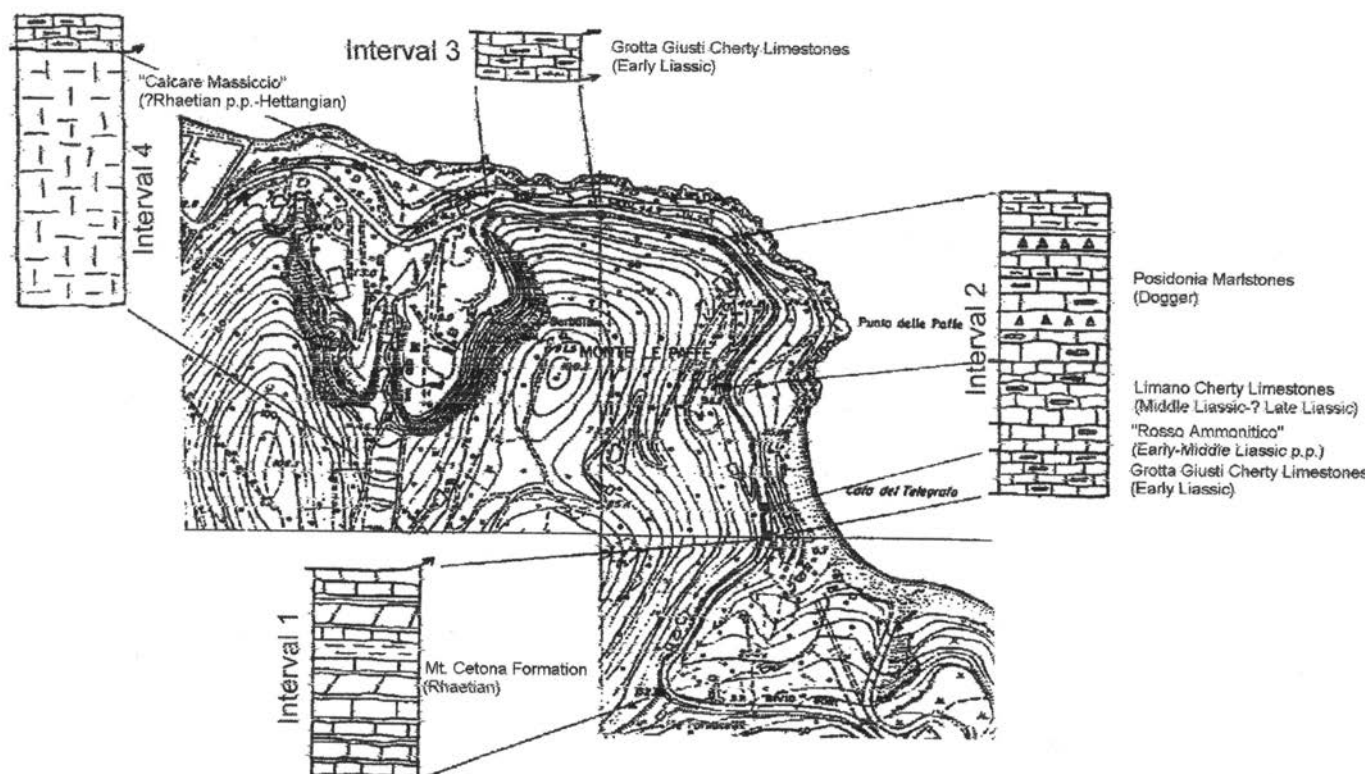 Interval 3
Grotta Giusti Cherty Limestones
(Early Liassic)
"Calcare Massiccio"
(?Rhaetian p.p.-Hettangian)
Interval 4
Interval 2
Posidonia Marlstones
(Dogger)
Punta delle Paffe
MONTE LE PAFFE
Limano Cherty Limestones
(Middle Liassic-? Late Liassic)
"Rosso Ammonitico"
(Early-Middle Liassic p.p.)
Grotta Giusti Cherty Limestones
(Early Liassic)
Cala del Telegrafo
Interval 1
Mt. Cetona Formation
(Rhaetian)